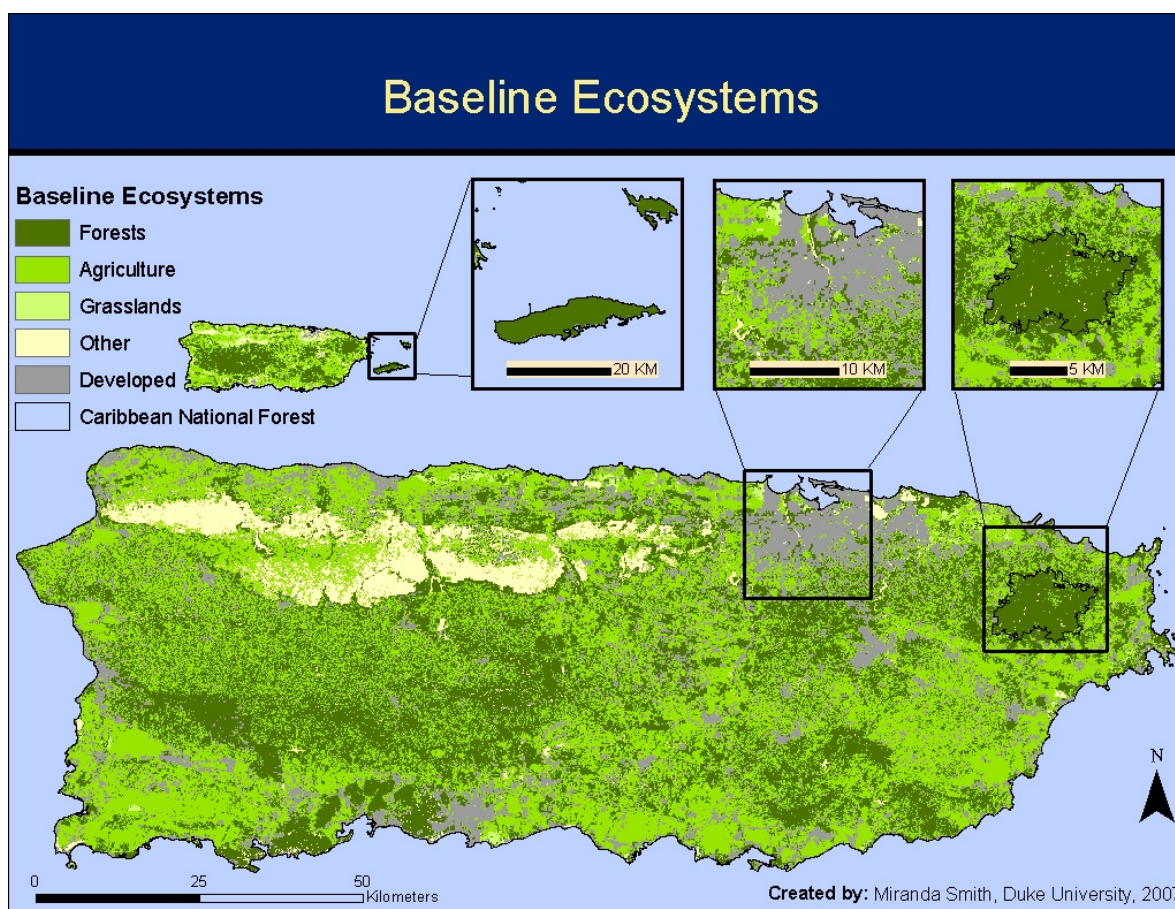 Baseline Ecosystems
Baseline Ecosystems
Forests
Agriculture
Grasslands
Other
Developed
Caribbean National Forest
20 KM
10 KM
5 KM
N
0 25 50
Kilometers
Created by: Miranda Smith, Duke University, 2007